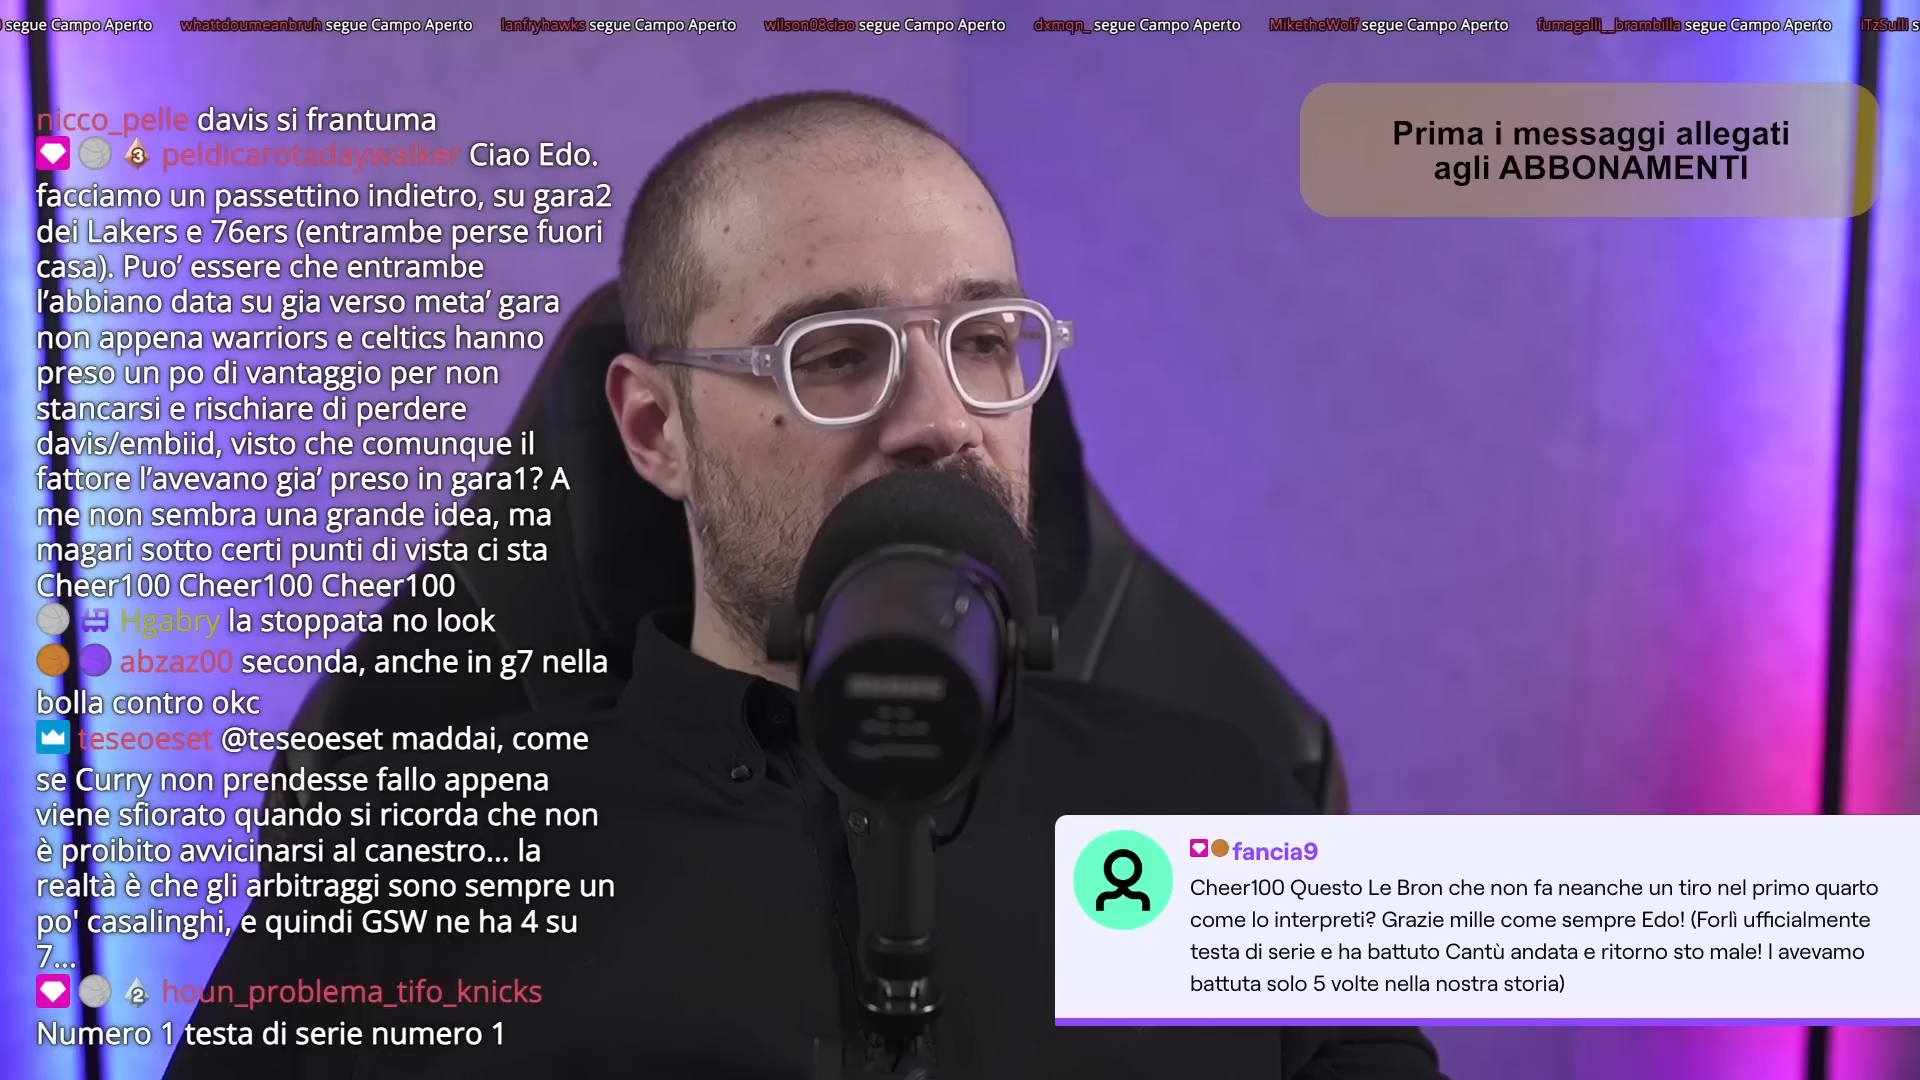 segue Campo Aperto whattdoumeanbruh segue Campo Aperto lanfryhawks segue Campo Aperto wilson08ciao segue Campo Aperto dxmqn_ segue Campo Aperto MiketheWolf segue Campo Aperto fumagalli__brambilla segue Campo Aperto iTzSulli s
Prima i messaggi allegati
agli ABBONAMENTI
nicco_pelle davis si frantuma
3 peldicarotadaywalker Ciao Edo.
facciamo un passettino indietro, su gara2
dei Lakers e 76ers (entrambe perse fuori
casa). Puo’ essere che entrambe
l’abbiano data su gia verso meta’ gara
non appena warriors e celtics hanno
preso un po di vantaggio per non
stancarsi e rischiare di perdere
davis/embiid, visto che comunque il
fattore l’avevano gia’ preso in gara1? A
me non sembra una grande idea, ma
magari sotto certi punti di vista ci sta
Cheer100 Cheer100 Cheer100
Hgabry la stoppata no look
abzaz00 seconda, anche in g7 nella
bolla contro okc
teseoeset @teseoeset maddai, come
se Curry non prendesse fallo appena
viene sfiorato quando si ricorda che non
è proibito avvicinarsi al canestro... la
realtà è che gli arbitraggi sono sempre un
po' casalinghi, e quindi GSW ne ha 4 su
7...
2 houn_problema_tifo_knicks
Numero 1 testa di serie numero 1
fancia9
Cheer100 Questo Le Bron che non fa neanche un tiro nel primo quarto
come lo interpreti? Grazie mille come sempre Edo! (Forlì ufficialmente
testa di serie e ha battuto Cantù andata e ritorno sto male! l avevamo
battuta solo 5 volte nella nostra storia)